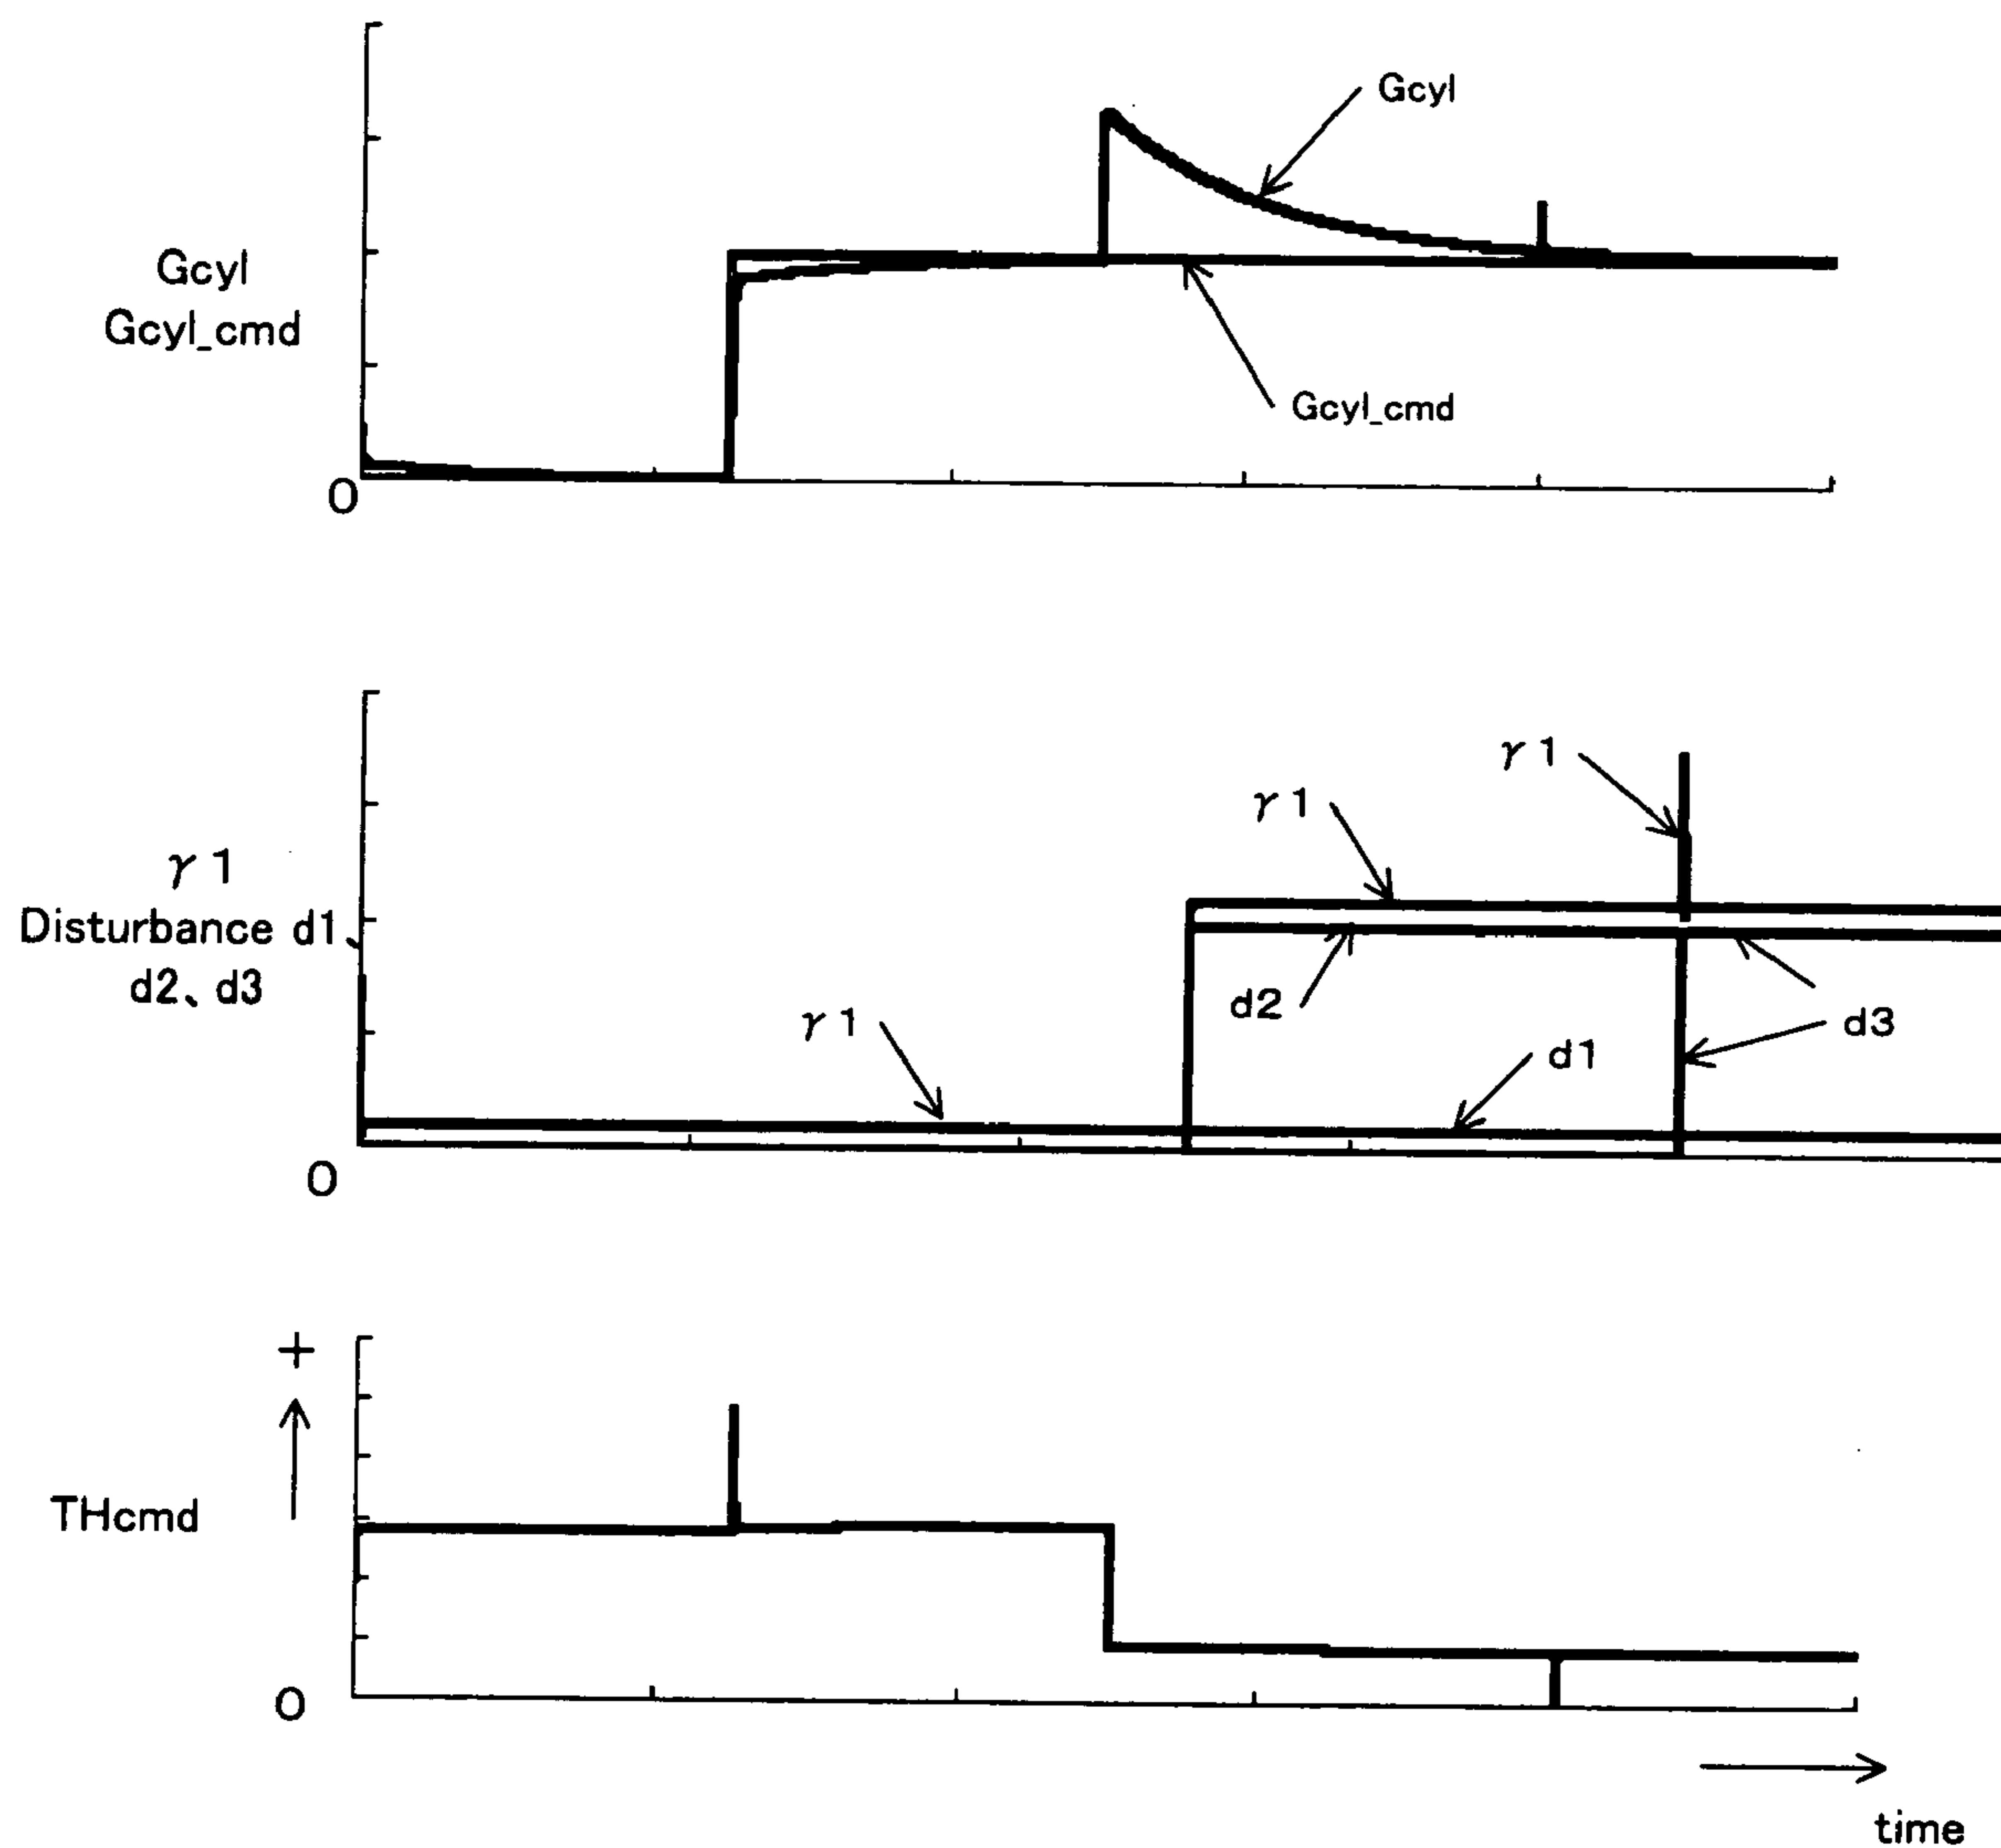 Gcyl
Gcyl
Gcyl_cmd
Gcyl_cmd
0
γ1
γ1
γ1
Disturbance d1、
d2、d3
d2
d3
γ1
d1
0
+
THcmd
0
time